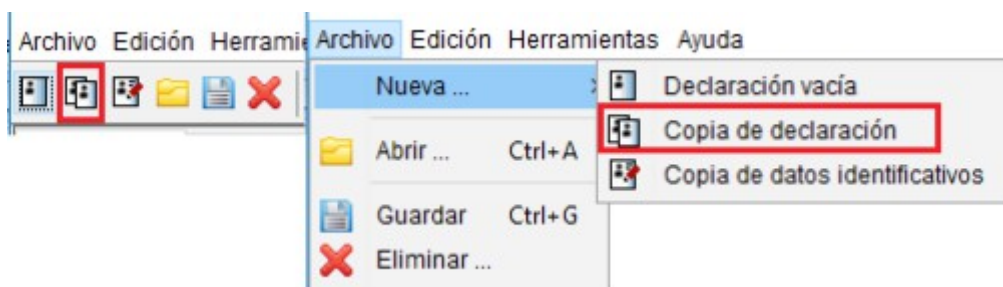 Archivo Edición Herramie
Archivo Edición Herramientas Ayuda
Nueva ...
Declaración vacía
Copia de declaración
Copia de datos identificativos
Abrir ... Ctrl+A
Guardar Ctrl+G
Eliminar ...